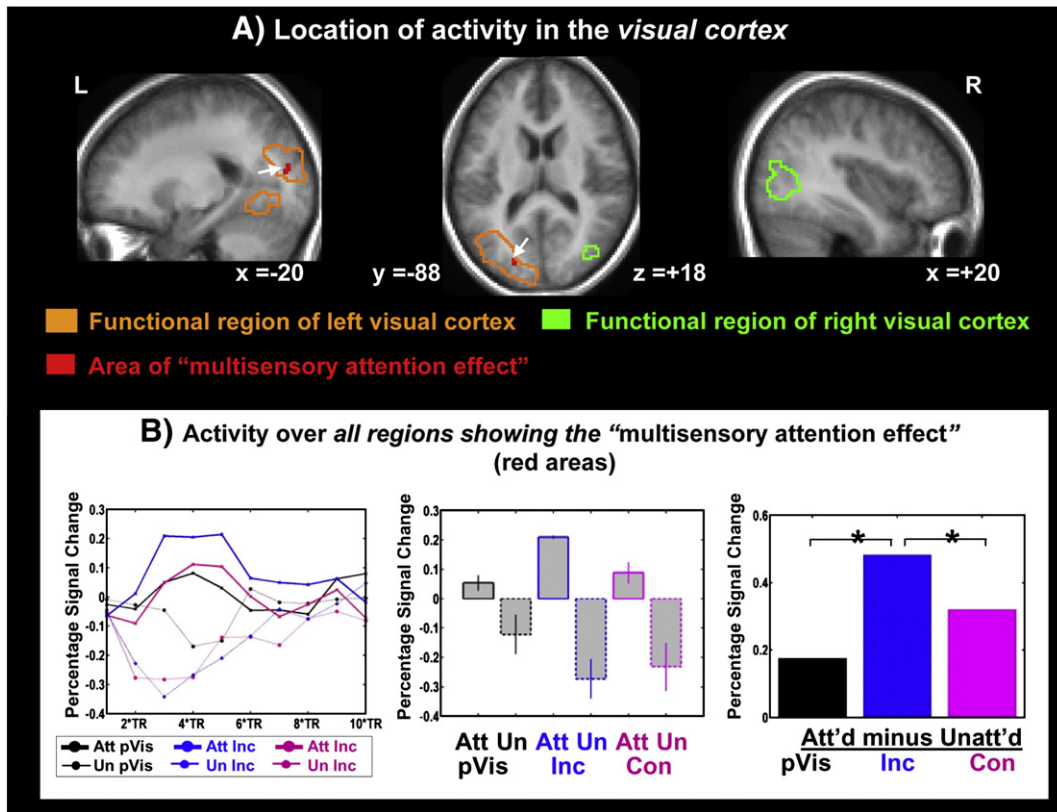 A) Location of activity in the visual cortex
L
R
x =-20
y =-88
z =+18
x =+20
Functional region of left visual cortex
Functional region of right visual cortex
Area of “multisensory attention effect”
B) Activity over all regions showing the “multisensory attention effect”
(red areas)
Percentage Signal Change
0.3
0.2
0.1
0
-0.1
-0.2
-0.3
-0.4
2°TR 4°TR 6°TR 8°TR 10°TR
Att pVis Att Inc Att Inc
Un pVis Un Inc Un Inc
Percentage Signal Change
0.3
0.2
0.1
0
-0.1
-0.2
-0.3
-0.4
Att Un Att Un Att Un
pVis Inc Con
Percentage Signal Change
0.6
0.4
0.2
0
* *
Att’d minus Unatt’d
pVis Inc Con